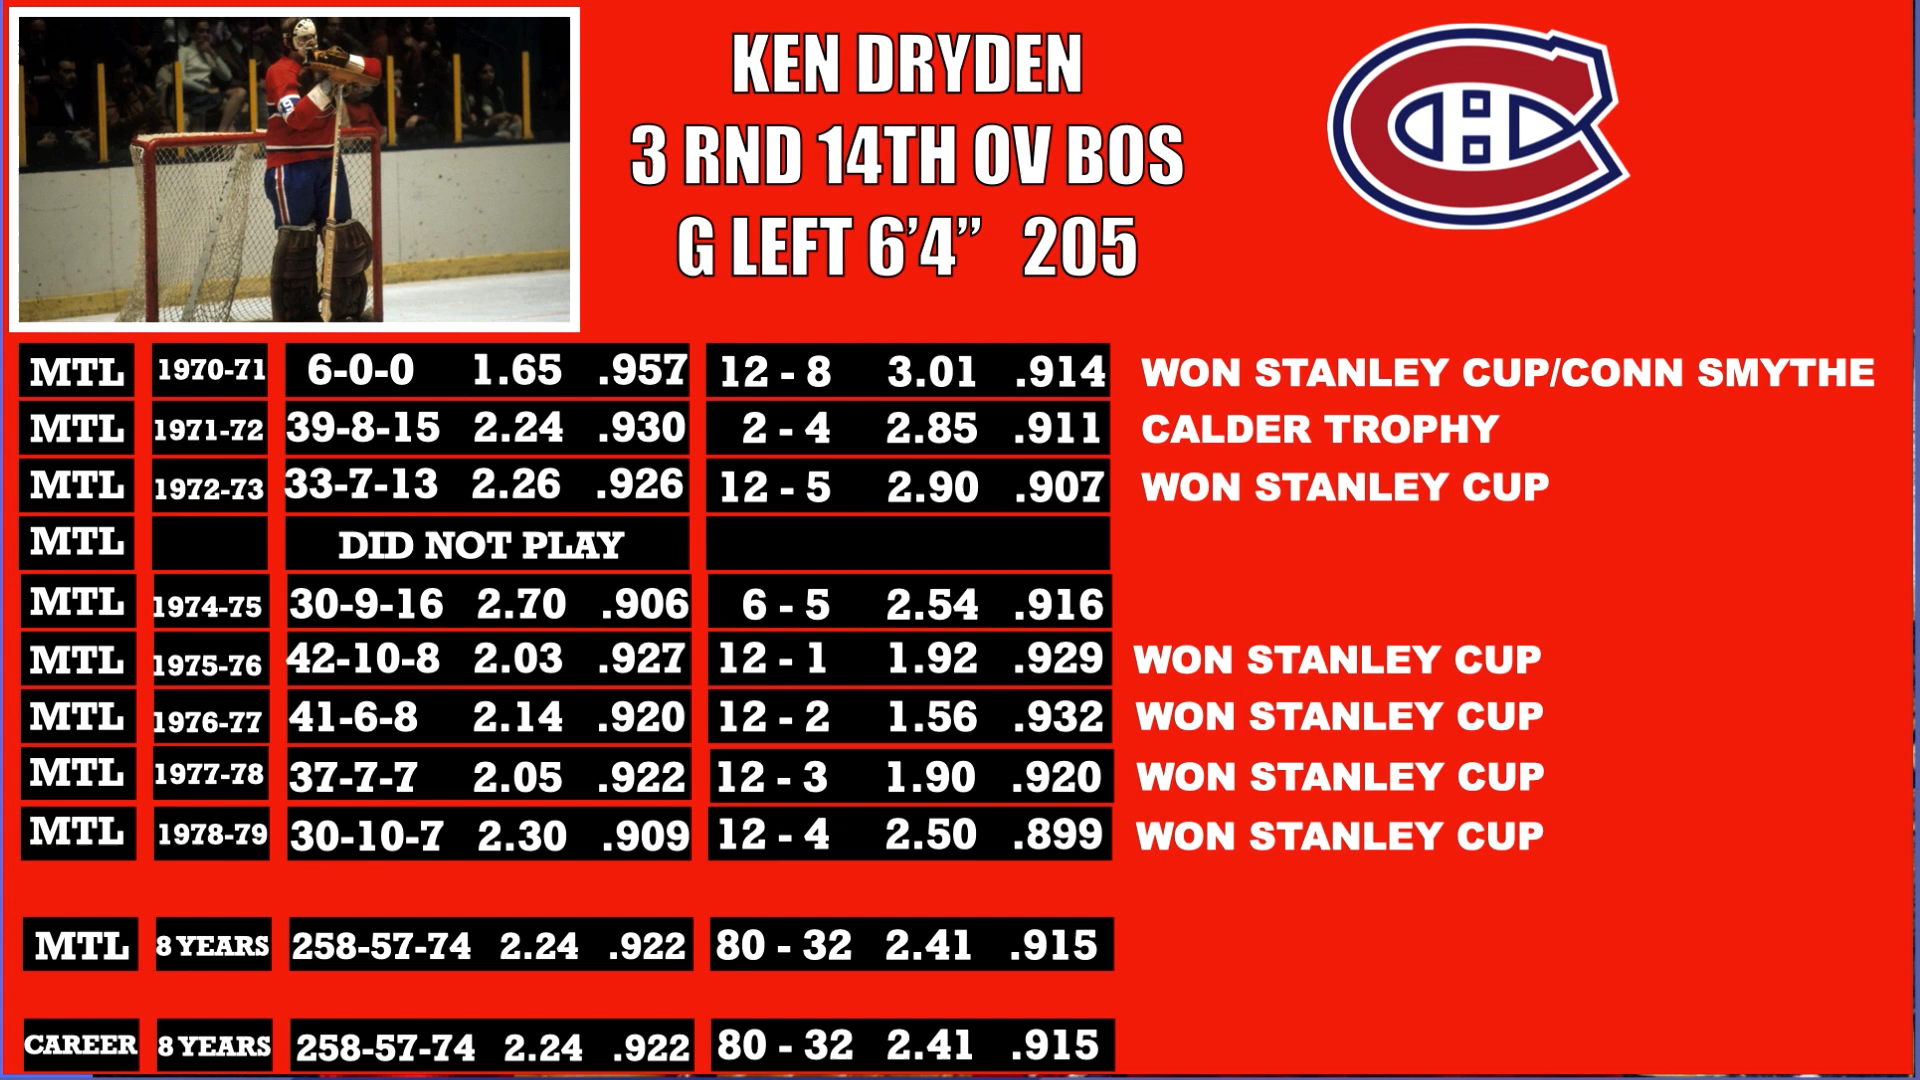 KEN DRYDEN
3 RND 14TH OV BOS
G LEFT 6’4” 205
MTL 1970-71 6-0-0 1.65 .957 12 - 8 3.01 .914 WON STANLEY CUP/CONN SMYTHE
MTL 1971-72 39-8-15 2.24 .930 2 - 4 2.85 .911 CALDER TROPHY
MTL 1972-73 33-7-13 2.26 .926 12 - 5 2.90 .907 WON STANLEY CUP
MTL DID NOT PLAY
MTL 1974-75 30-9-16 2.70 .906 6 - 5 2.54 .916
MTL 1975-76 42-10-8 2.03 .927 12 - 1 1.92 .929 WON STANLEY CUP
MTL 1976-77 41-6-8 2.14 .920 12 - 2 1.56 .932 WON STANLEY CUP
MTL 1977-78 37-7-7 2.05 .922 12 - 3 1.90 .920 WON STANLEY CUP
MTL 1978-79 30-10-7 2.30 .909 12 - 4 2.50 .899 WON STANLEY CUP
MTL 8 YEARS 258-57-74 2.24 .922 80 - 32 2.41 .915
CAREER 8 YEARS 258-57-74 2.24 .922 80 - 32 2.41 .915